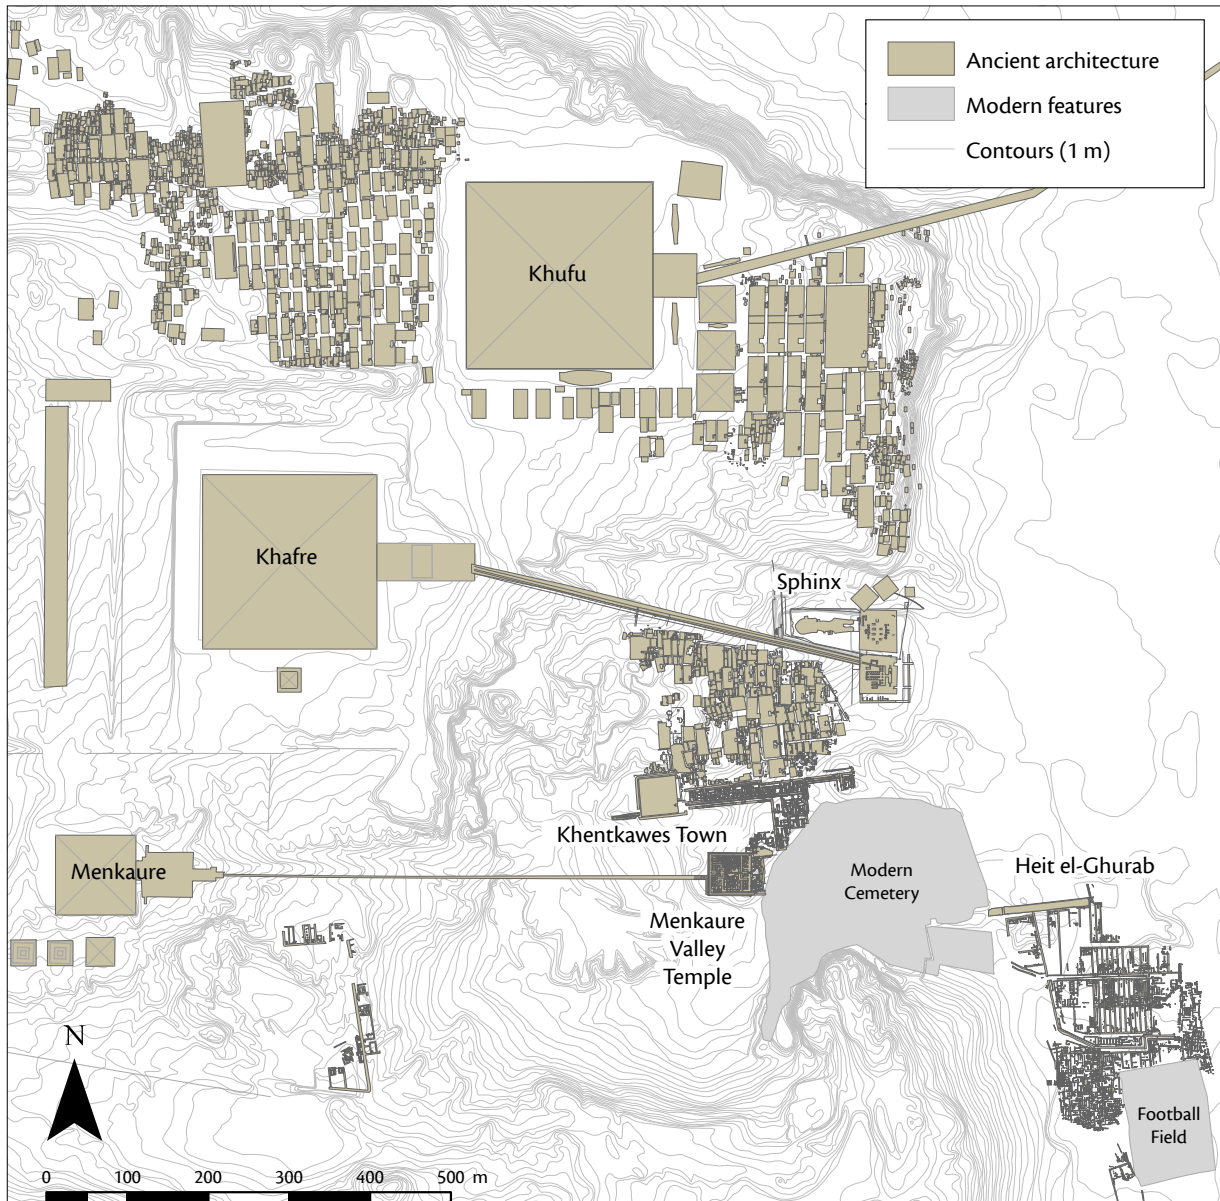 Ancient architecture
Modern features
Contours (1 m)
Khufu
Khafre
Sphinx
Khentkawes Town
Menkaure
Modern
Cemetery
Heit el-Ghurab
Menkaure
Valley
Temple
N
Football
Field
0 100 200 300 400 500 m